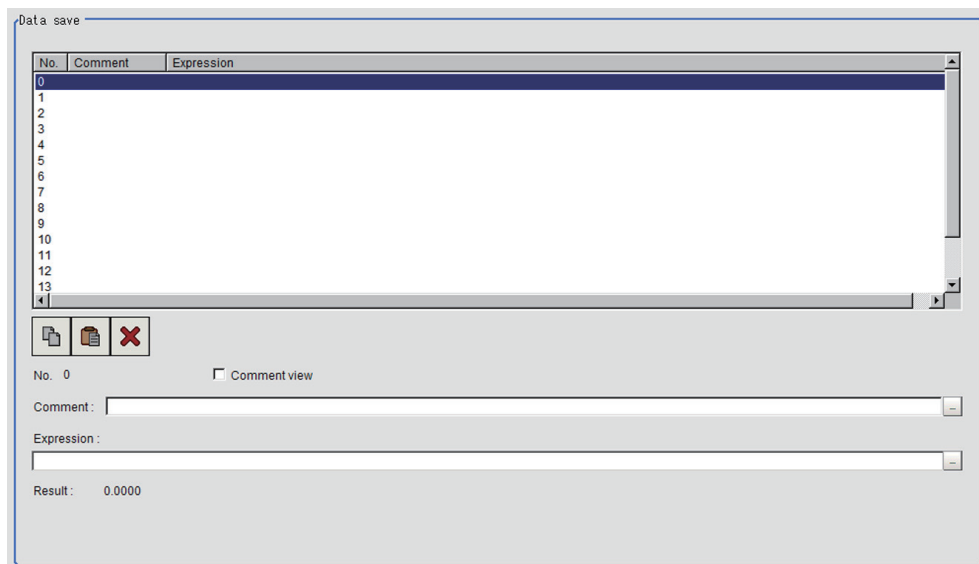 Data save
No. Comment Expression
0
1
2
3
4
5
6
7
8
9
10
11
12
13
No. 0 Comment view
Comment :
Expression :
Result : 0.0000